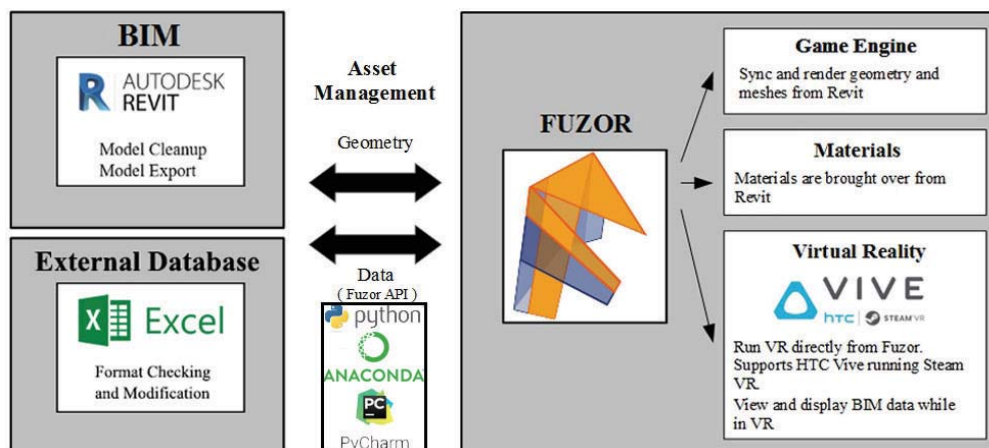 BIM
AUTODESK
REVIT
Model Cleanup
Model Export
External Database
Excel
Format Checking
and Modification
Asset
Management
Geometry
Data
( Fuzor API )
python
ANACONDA
PC
PyCharm
FUZOR
Game Engine
Sync and render geometry and
meshes from Revit
Materials
Materials are brought over from
Revit
Virtual Reality
VIVE
hTC | STEAMVR
Run VR directly from Fuzor.
Supports HTC Vive running Steam
VR.
View and display BIM data while
in VR